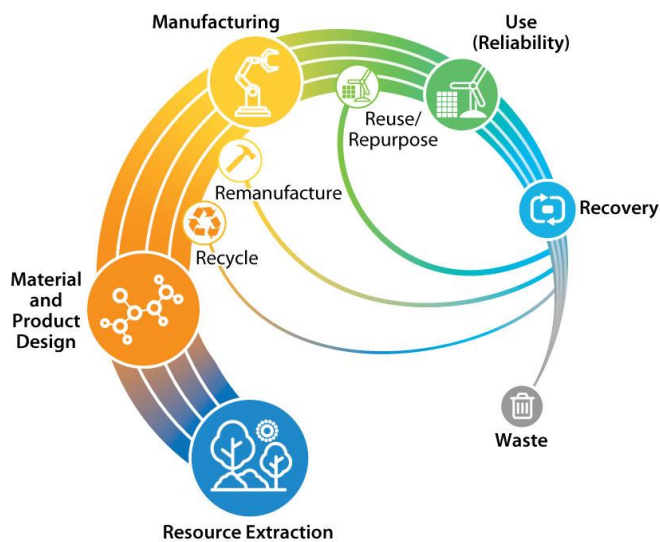 Manufacturing
Use
(Reliability)
Reuse/
Repurpose
Remanufacture
Recovery
Recycle
Material
and
Product
Design
Waste
Resource Extraction